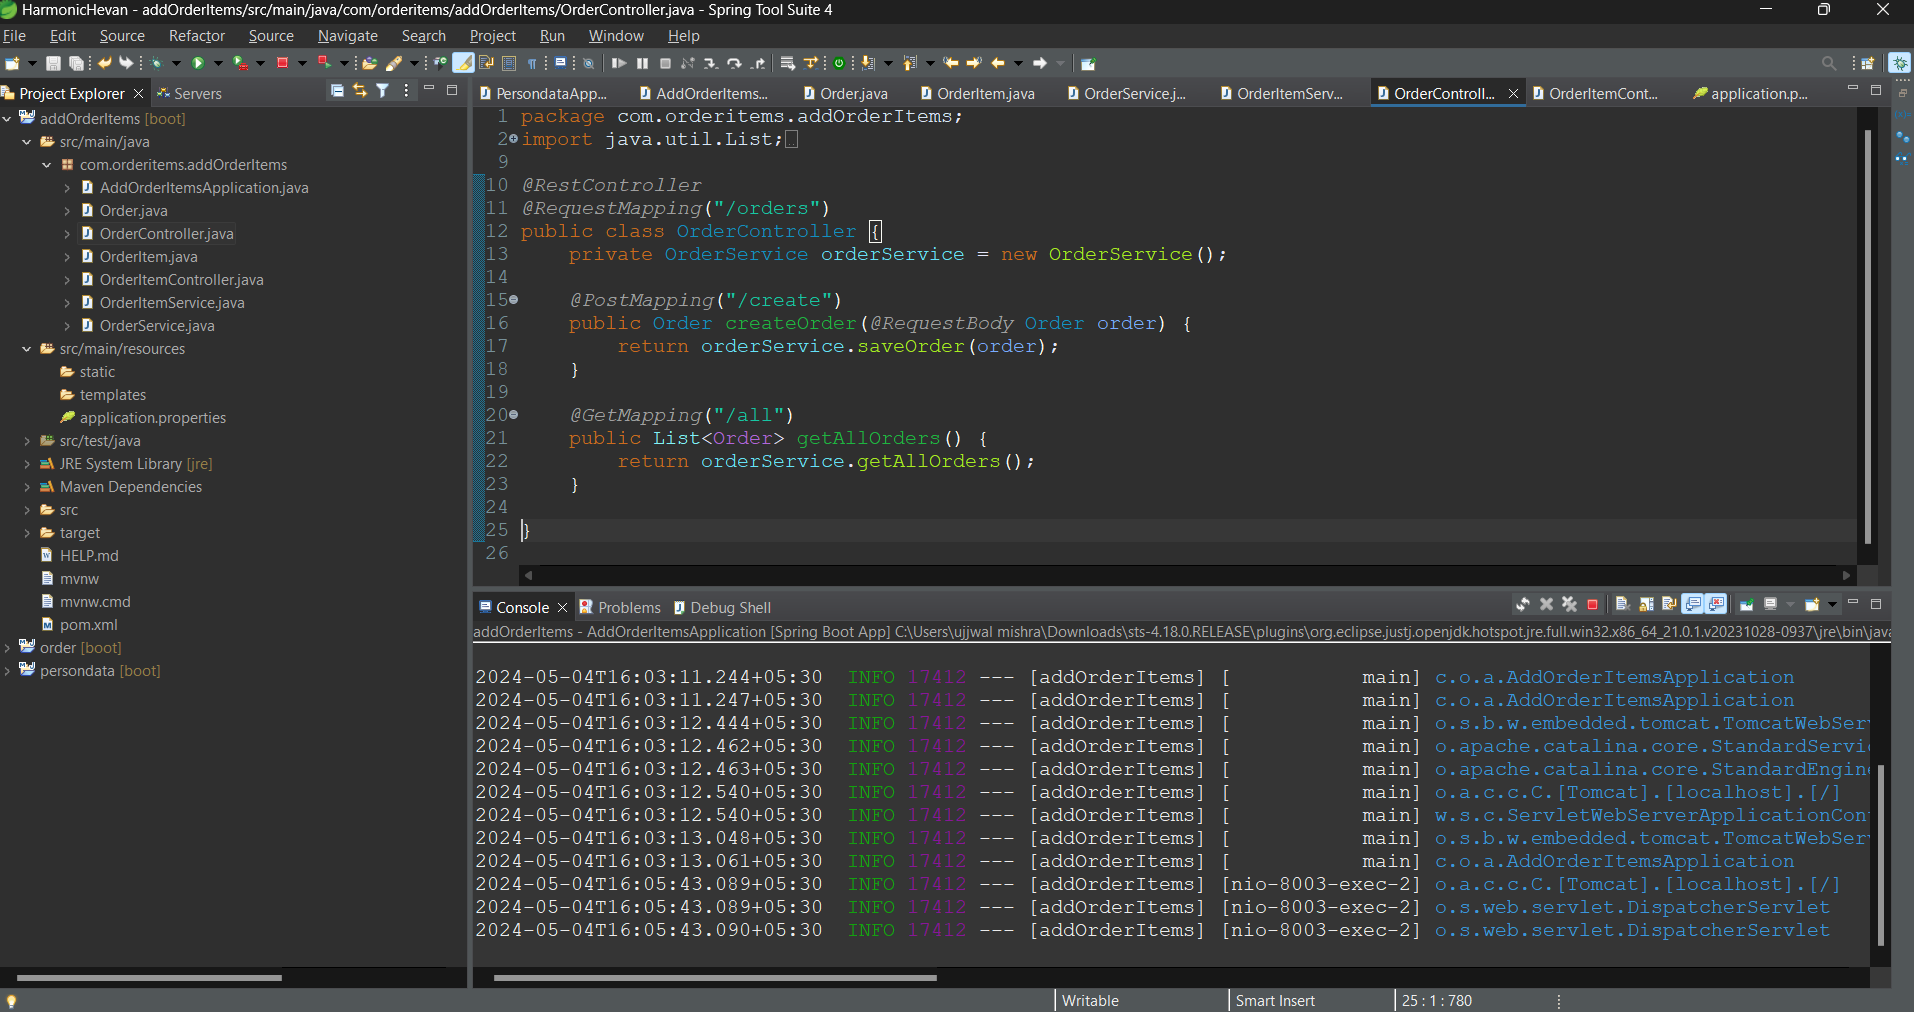 HarmonicHevan - addOrderItems/src/main/java/com/orderitems/addOrderItems/OrderController.java - Spring Tool Suite 4
File Edit Source Refactor Source Navigate Search Project Run Window Help
Project Explorer Servers
addOrderItems [boot]
src/main/java
com.orderitems.addOrderItems
AddOrderItemsApplication.java
Order.java
OrderController.java
OrderItem.java
OrderItemController.java
OrderItemService.java
OrderService.java
src/main/resources
static
templates
application.properties
src/test/java
JRE System Library [jre]
Maven Dependencies
src
target
HELP.md
mvnw
mvnw.cmd
pom.xml
order [boot]
persondata [boot]
PersondataApp... AddOrderItems... Order.java OrderItem.java OrderService.j... OrderItemServ... OrderControll... OrderItemCont... application.p...
1 package com.orderitems.addOrderItems;
2 import java.util.List;
9
10 @RestController
11 @RequestMapping("/orders")
12 public class OrderController {
13 private OrderService orderService = new OrderService();
14
15 @PostMapping("/create")
16 public Order createOrder(@RequestBody Order order) {
17 return orderService.saveOrder(order);
18 }
19
20 @GetMapping("/all")
21 public List<Order> getAllOrders() {
22 return orderService.getAllOrders();
23 }
24
25 }
26
Console Problems Debug Shell
addOrderItems - AddOrderItemsApplication [Spring Boot App] C:\Users\ujjwal mishra\Downloads\sts-4.18.0.RELEASE\plugins\org.eclipse.justj.openjdk.hotspot.jre.full.win32.x86_64_21.0.1.v20231028-0937\jre\bin\java
2024-05-04T16:03:11.244+05:30 INFO 17412 --- [addOrderItems] [ main] c.o.a.AddOrderItemsApplication
2024-05-04T16:03:11.247+05:30 INFO 17412 --- [addOrderItems] [ main] c.o.a.AddOrderItemsApplication
2024-05-04T16:03:12.444+05:30 INFO 17412 --- [addOrderItems] [ main] o.s.b.w.embedded.tomcat.TomcatWebSer
2024-05-04T16:03:12.462+05:30 INFO 17412 --- [addOrderItems] [ main] o.apache.catalina.core.StandardServi
2024-05-04T16:03:12.463+05:30 INFO 17412 --- [addOrderItems] [ main] o.apache.catalina.core.StandardEngin
2024-05-04T16:03:12.540+05:30 INFO 17412 --- [addOrderItems] [ main] o.a.c.c.C.[Tomcat].[localhost].[/]
2024-05-04T16:03:12.540+05:30 INFO 17412 --- [addOrderItems] [ main] w.s.c.ServletWebServerApplicationCon
2024-05-04T16:03:13.048+05:30 INFO 17412 --- [addOrderItems] [ main] o.s.b.w.embedded.tomcat.TomcatWebSer
2024-05-04T16:03:13.061+05:30 INFO 17412 --- [addOrderItems] [ main] c.o.a.AddOrderItemsApplication
2024-05-04T16:05:43.089+05:30 INFO 17412 --- [addOrderItems] [nio-8003-exec-2] o.a.c.c.C.[Tomcat].[localhost].[/]
2024-05-04T16:05:43.089+05:30 INFO 17412 --- [addOrderItems] [nio-8003-exec-2] o.s.web.servlet.DispatcherServlet
2024-05-04T16:05:43.090+05:30 INFO 17412 --- [addOrderItems] [nio-8003-exec-2] o.s.web.servlet.DispatcherServlet
Writable Smart Insert 25 : 1 : 780